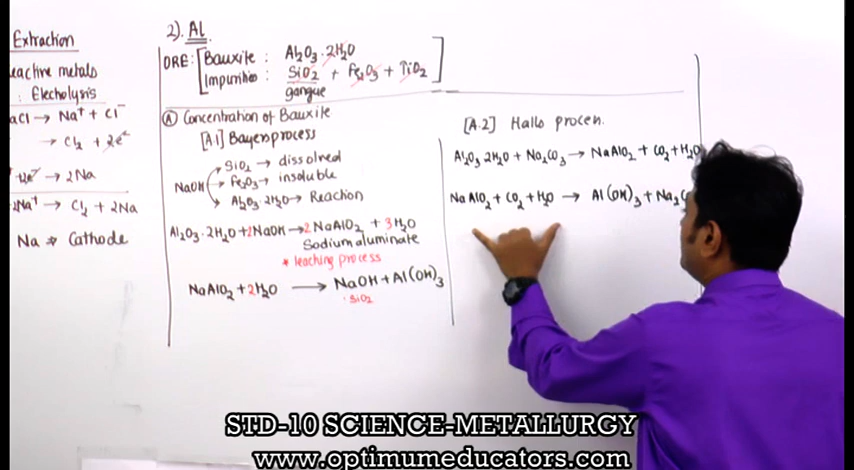 Extraction
eactive metals
: Electrolysis
aCl → Na⁺ + Cl⁻
→ Cl₂ + 2e⁻
→ 2Na
2Na⁺ → Cl₂ + 2Na
Na → Cathode
2). Al
ORE: Bauxite : Al₂O₃·2H₂O
Impurities : SiO₂ + Fe₂O₃ + TiO₂
gangue
Ⓐ Concentration of Bauxite
[A.1] Bayer process
NaOH
→ SiO₂ → dissolved
→ Fe₂O₃ → insoluble
→ Al₂O₃·2H₂O → Reaction
Al₂O₃·2H₂O + 2NaOH → 2NaAlO₂ + 3H₂O
Sodium aluminate
* leaching process
NaAlO₂ + 2H₂O → NaOH + Al(OH)₃
· SiO₂
[A.2] Hallo process.
Al₂O₃ 2H₂O + Na₂CO₃ → NaAlO₂ + CO₂ + H₂O
NaAlO₂ + CO₂ + H₂O → Al(OH)₃ + Na₂C
STD-10 SCIENCE-METALLURGY
www.optimumeducators.com